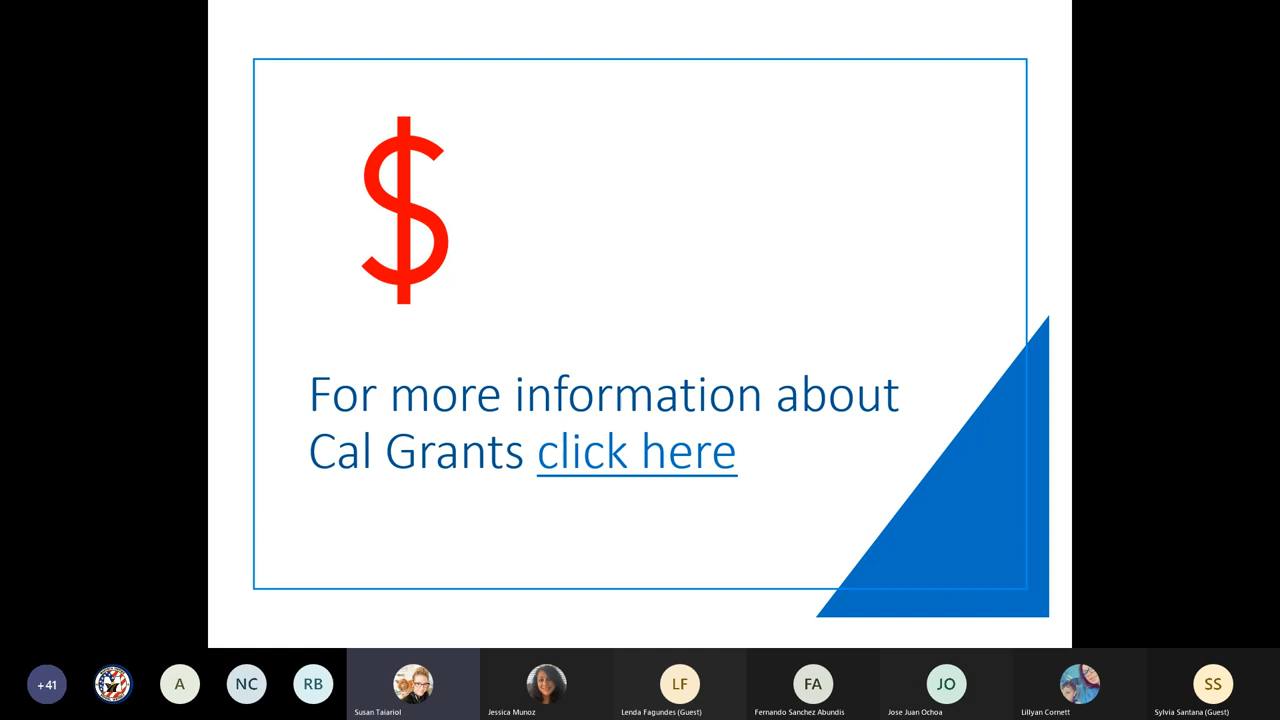 $
For more information about
Cal Grants click here
+41
A
NC
RB
LF
FA
JO
SS
Susan Taiariol
Jessica Munoz
Lenda Fagundes (Guest)
Fernando Sanchez Abundis
Jose Juan Ochoa
Lillyan Cornett
Sylvia Santana (Guest)